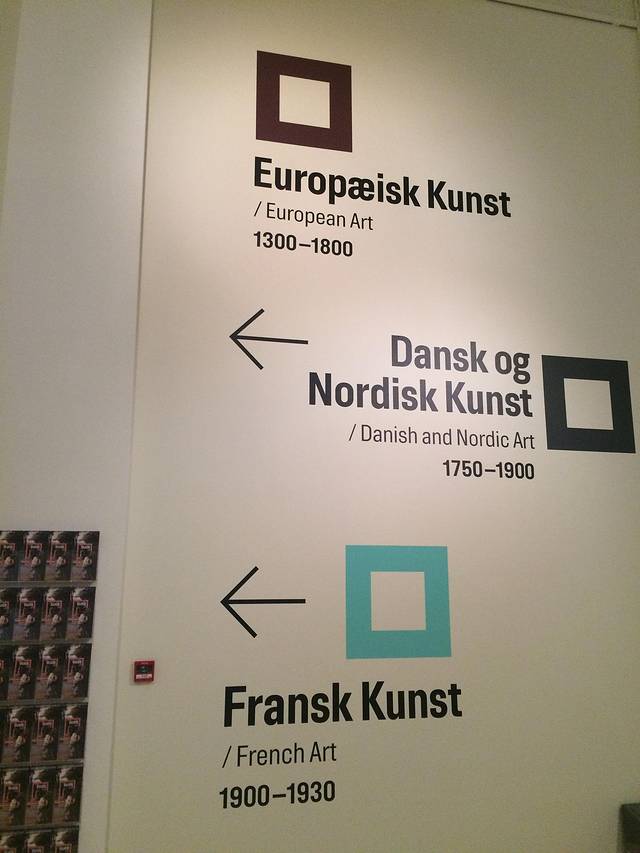 Europæisk Kunst
/ European Art
1300–1800
Dansk og
Nordisk Kunst
/ Danish and Nordic Art
1750–1900
Fransk Kunst
/ French Art
1900–1930